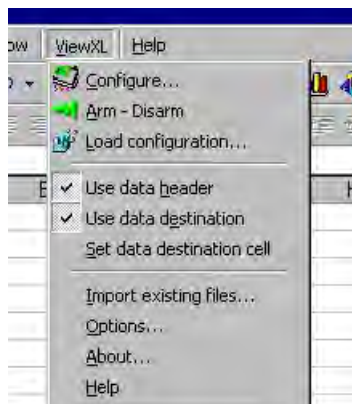 ow ViewXL Help
Configure...
Arm - Disarm
Load configuration...
Use data header
Use data destination
Set data destination cell
Import existing files...
Options...
About...
Help